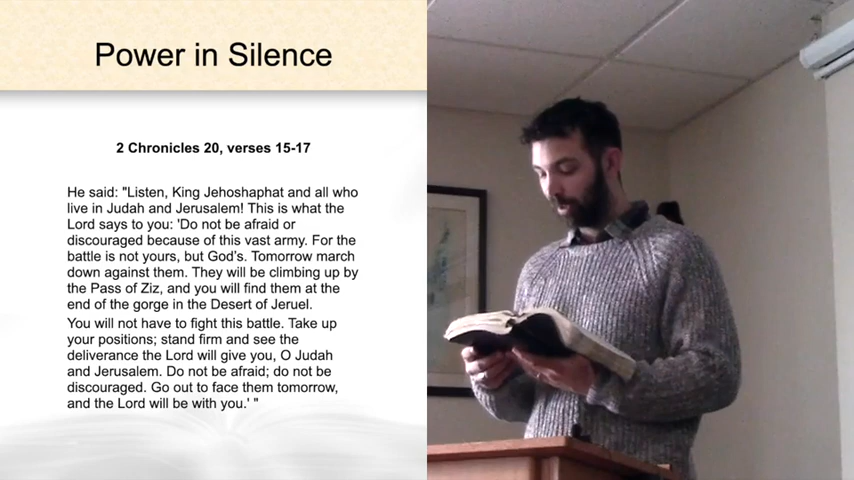 Power in Silence
2 Chronicles 20, verses 15-17
He said: "Listen, King Jehoshaphat and all who
live in Judah and Jerusalem! This is what the
Lord says to you: 'Do not be afraid or
discouraged because of this vast army. For the
battle is not yours, but God's. Tomorrow march
down against them. They will be climbing up by
the Pass of Ziz, and you will find them at the
end of the gorge in the Desert of Jeruel.
You will not have to fight this battle. Take up
your positions; stand firm and see the
deliverance the Lord will give you, O Judah
and Jerusalem. Do not be afraid; do not be
discouraged. Go out to face them tomorrow,
and the Lord will be with you.' "